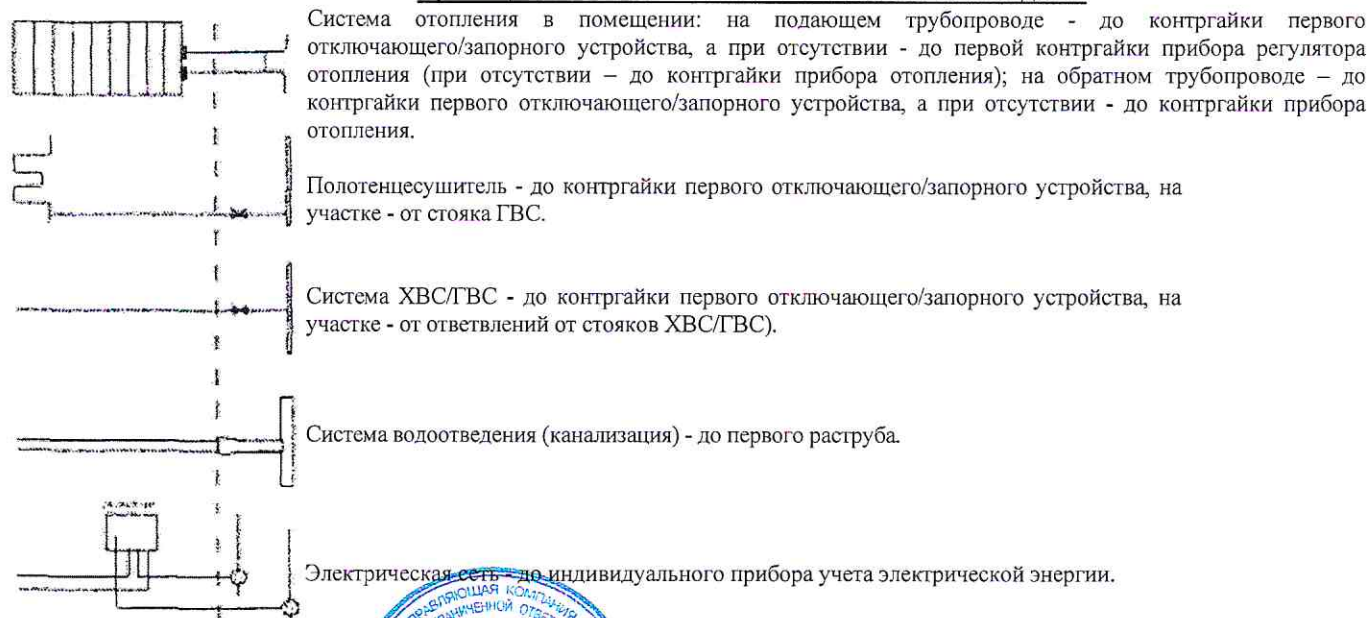 Система отопления в помещении: на подающем трубопроводе - до контргайки первого
отключающего/запорного устройства, а при отсутствии - до первой контргайки прибора регулятора
отопления (при отсутствии – до контргайки прибора отопления); на обратном трубопроводе – до
контргайки первого отключающего/запорного устройства, а при отсутствии - до контргайки прибора
отопления.
Полотенцесушитель - до контргайки первого отключающего/запорного устройства, на
участке - от стояка ГВС.
Система ХВС/ГВС - до контргайки первого отключающего/запорного устройства, на
участке - от ответвлений от стояков ХВС/ГВС).
Система водоотведения (канализация) - до первого раструба.
Электрическая сеть - до индивидуального прибора учета электрической энергии.
КОМПАНИЯ